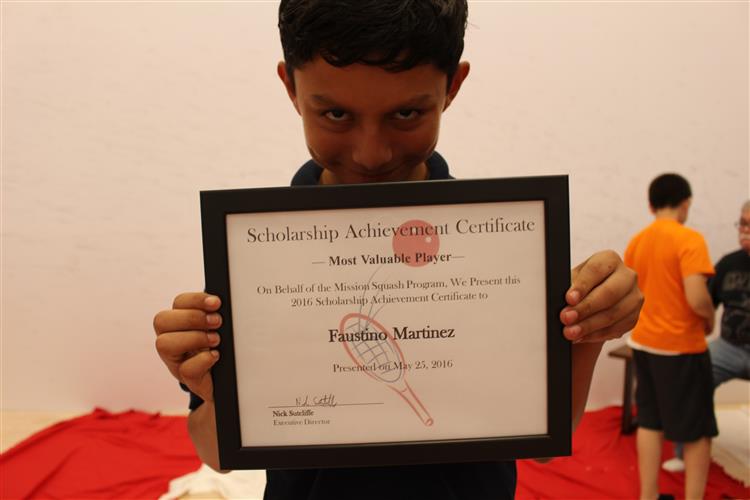 Scholarship Achievement Certificate
— Most Valuable Player—
On Behalf of the Mission Squash Program, We Present this
2016 Scholarship Achievement Certificate to
Faustino Martinez
Presented on May 25, 2016
Nick Sutcliffe
Executive Director